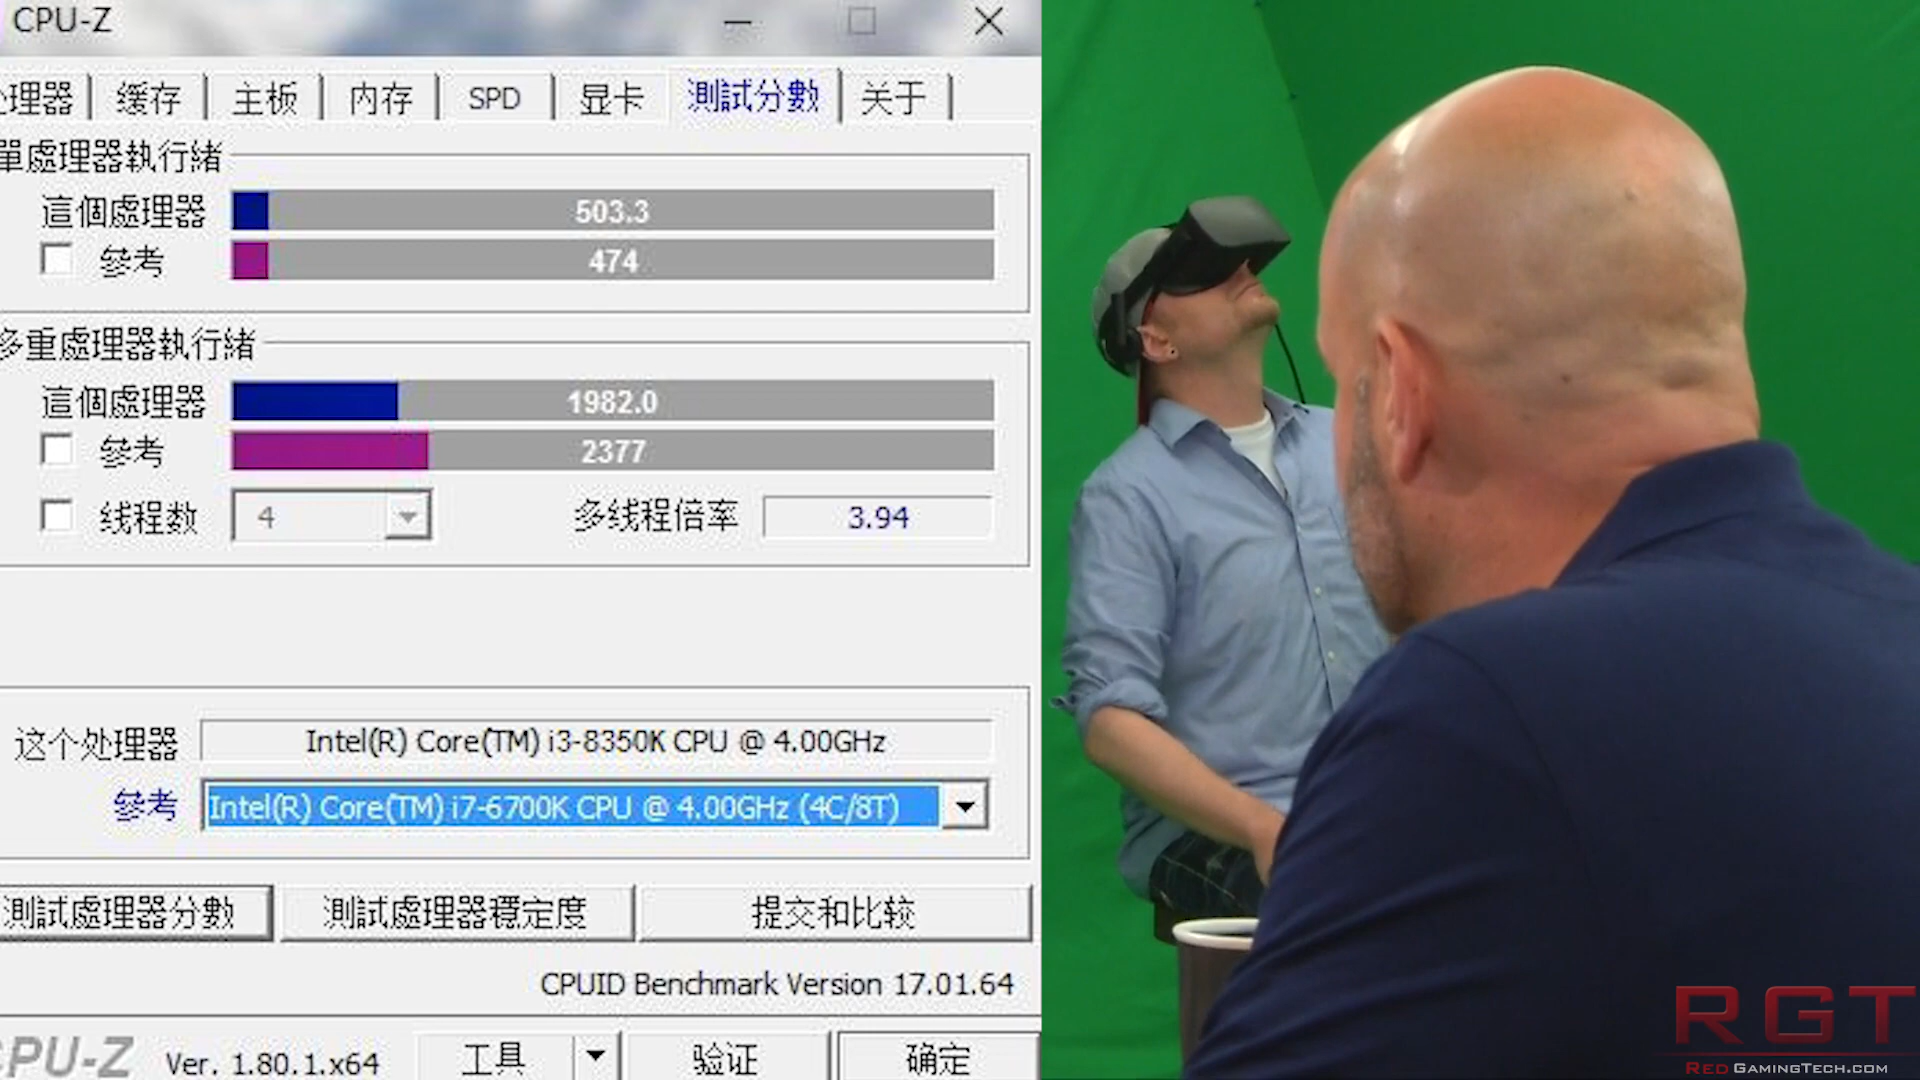 CPU-Z
处理器 缓存 主板 内存 SPD 显卡 測試分數 关于
單處理器執行緒
這個處理器 503.3
參考 474
多重處理器執行緒
這個處理器 1982.0
參考 2377
线程数 4 多线程倍率 3.94
这个处理器 Intel(R) Core(TM) i3-8350K CPU @ 4.00GHz
參考 Intel(R) Core(TM) i7-6700K CPU @ 4.00GHz (4C/8T)
測試處理器分數 測試處理器穩定度 提交和比较
CPUID Benchmark Version 17.01.64
CPU-Z Ver. 1.80.1.x64 工具 验证 确定
RGT
REDGAMINGTECH.COM